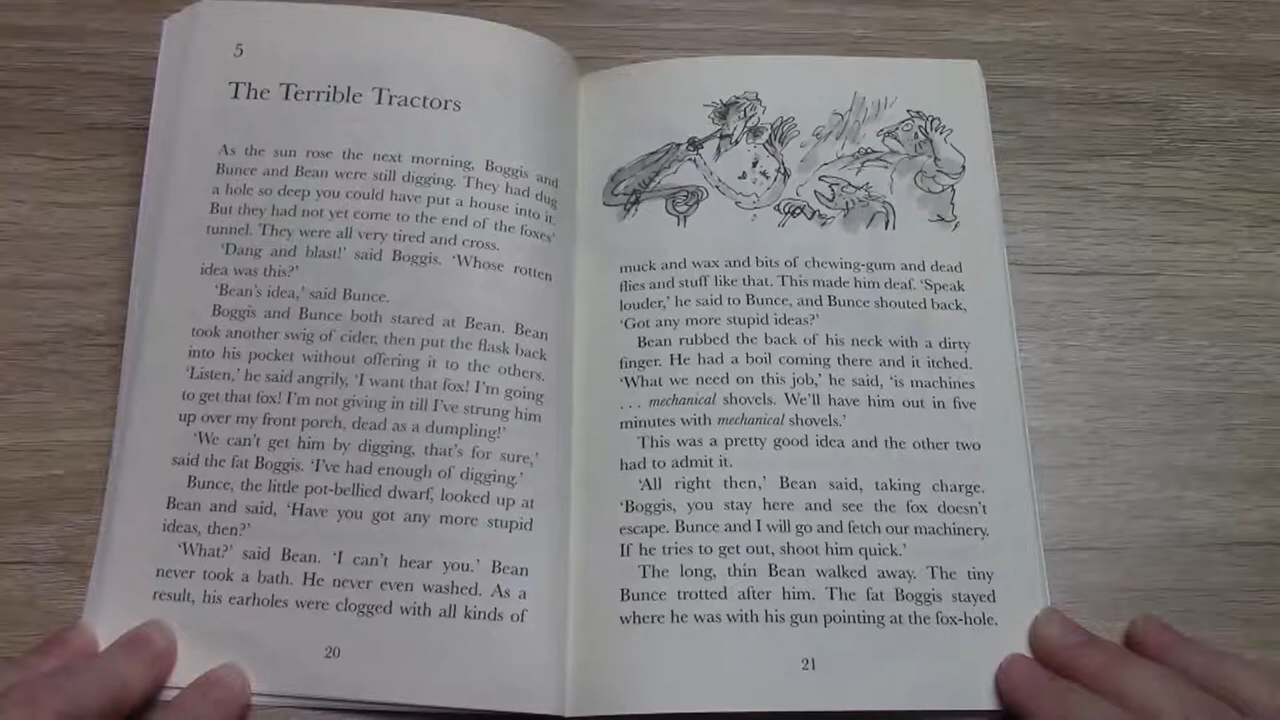 5
The Terrible Tractors
As the sun rose the next morning, Boggis and
Bunce and Bean were still digging. They had dug
a hole so deep you could have put a house into it.
But they had not yet come to the end of the foxes'
tunnel. They were all very tired and cross.
'Dang and blast!' said Boggis. 'Whose rotten
idea was this?'
'Bean's idea,' said Bunce.
Boggis and Bunce both stared at Bean. Bean
took another swig of cider, then put the flask back
into his pocket without offering it to the others.
'Listen,' he said angrily, 'I want that fox! I'm going
to get that fox! I'm not giving in till I've strung him
up over my front porch, dead as a dumpling!'
'We can't get him by digging, that's for sure,'
said the fat Boggis. 'I've had enough of digging.'
Bunce, the little pot-bellied dwarf, looked up at
Bean and said, 'Have you got any more stupid
ideas, then?'
'What?' said Bean. 'I can't hear you.' Bean
never took a bath. He never even washed. As a
result, his earholes were clogged with all kinds of
20
muck and wax and bits of chewing-gum and dead
flies and stuff like that. This made him deaf. 'Speak
louder,' he said to Bunce, and Bunce shouted back,
'Got any more stupid ideas?'
Bean rubbed the back of his neck with a dirty
finger. He had a boil coming there and it itched.
'What we need on this job,' he said, 'is machines
. . . mechanical shovels. We'll have him out in five
minutes with mechanical shovels.'
This was a pretty good idea and the other two
had to admit it.
'All right then,' Bean said, taking charge.
'Boggis, you stay here and see the fox doesn't
escape. Bunce and I will go and fetch our machinery.
If he tries to get out, shoot him quick.'
The long, thin Bean walked away. The tiny
Bunce trotted after him. The fat Boggis stayed
where he was with his gun pointing at the fox-hole.
21